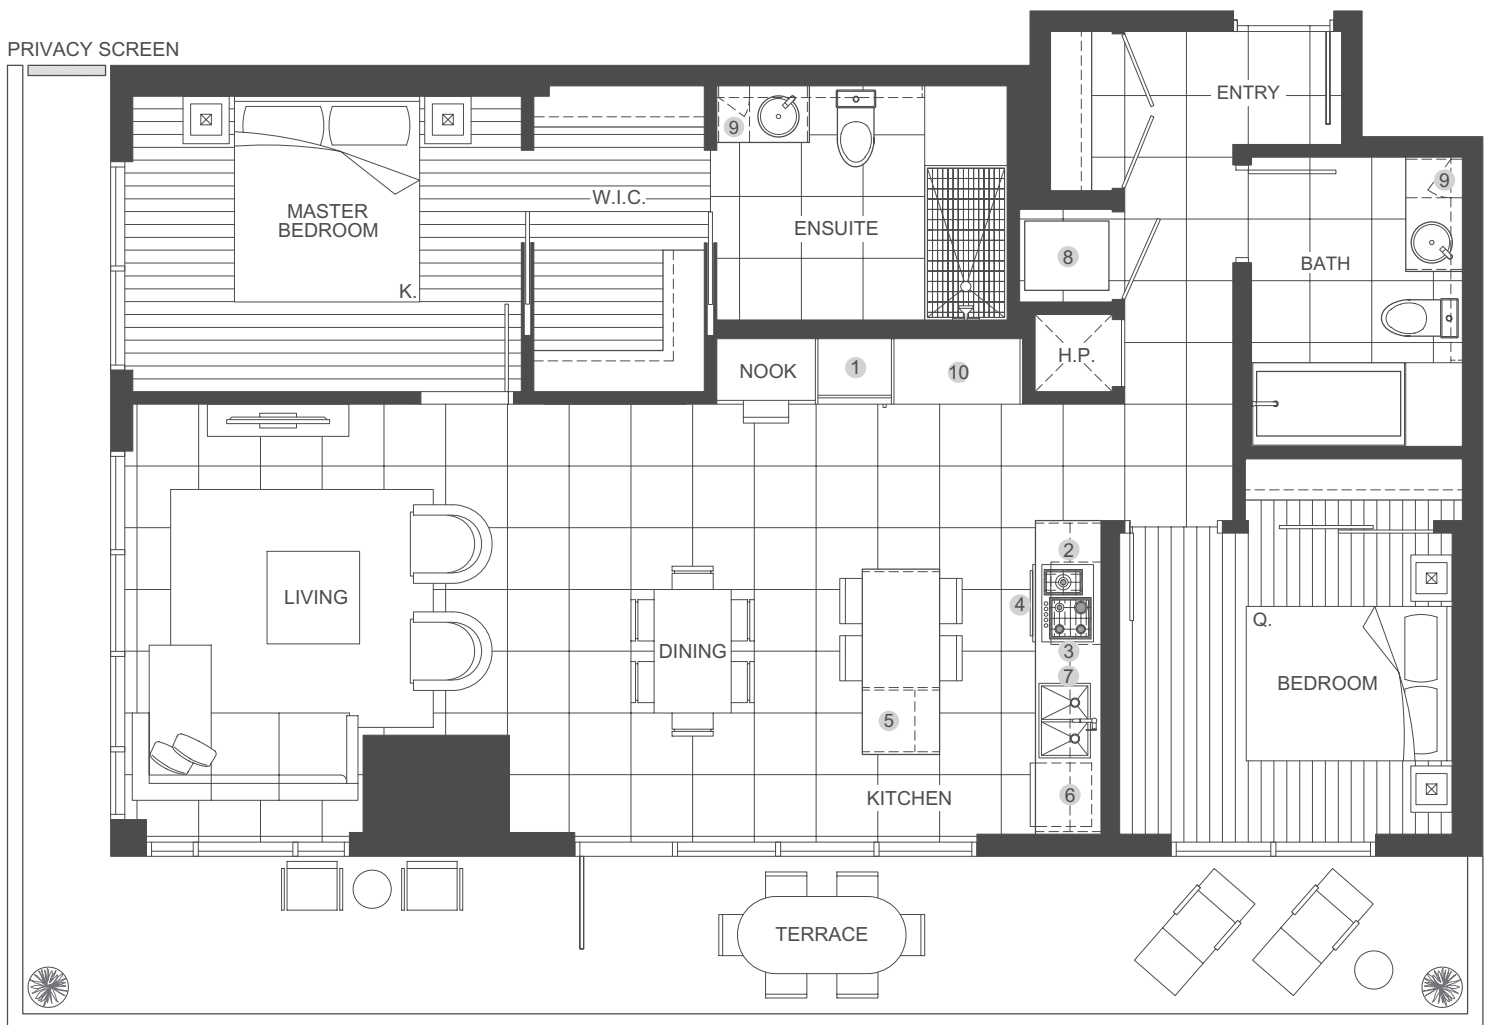 PRIVACY SCREEN
ENTRY
9
9
MASTER
BEDROOM
W.I.C.
ENSUITE
8
BATH
K.
H.P.
NOOK
1
10
2
LIVING
4
Q.
DINING
3
7
BEDROOM
5
KITCHEN
6
TERRACE